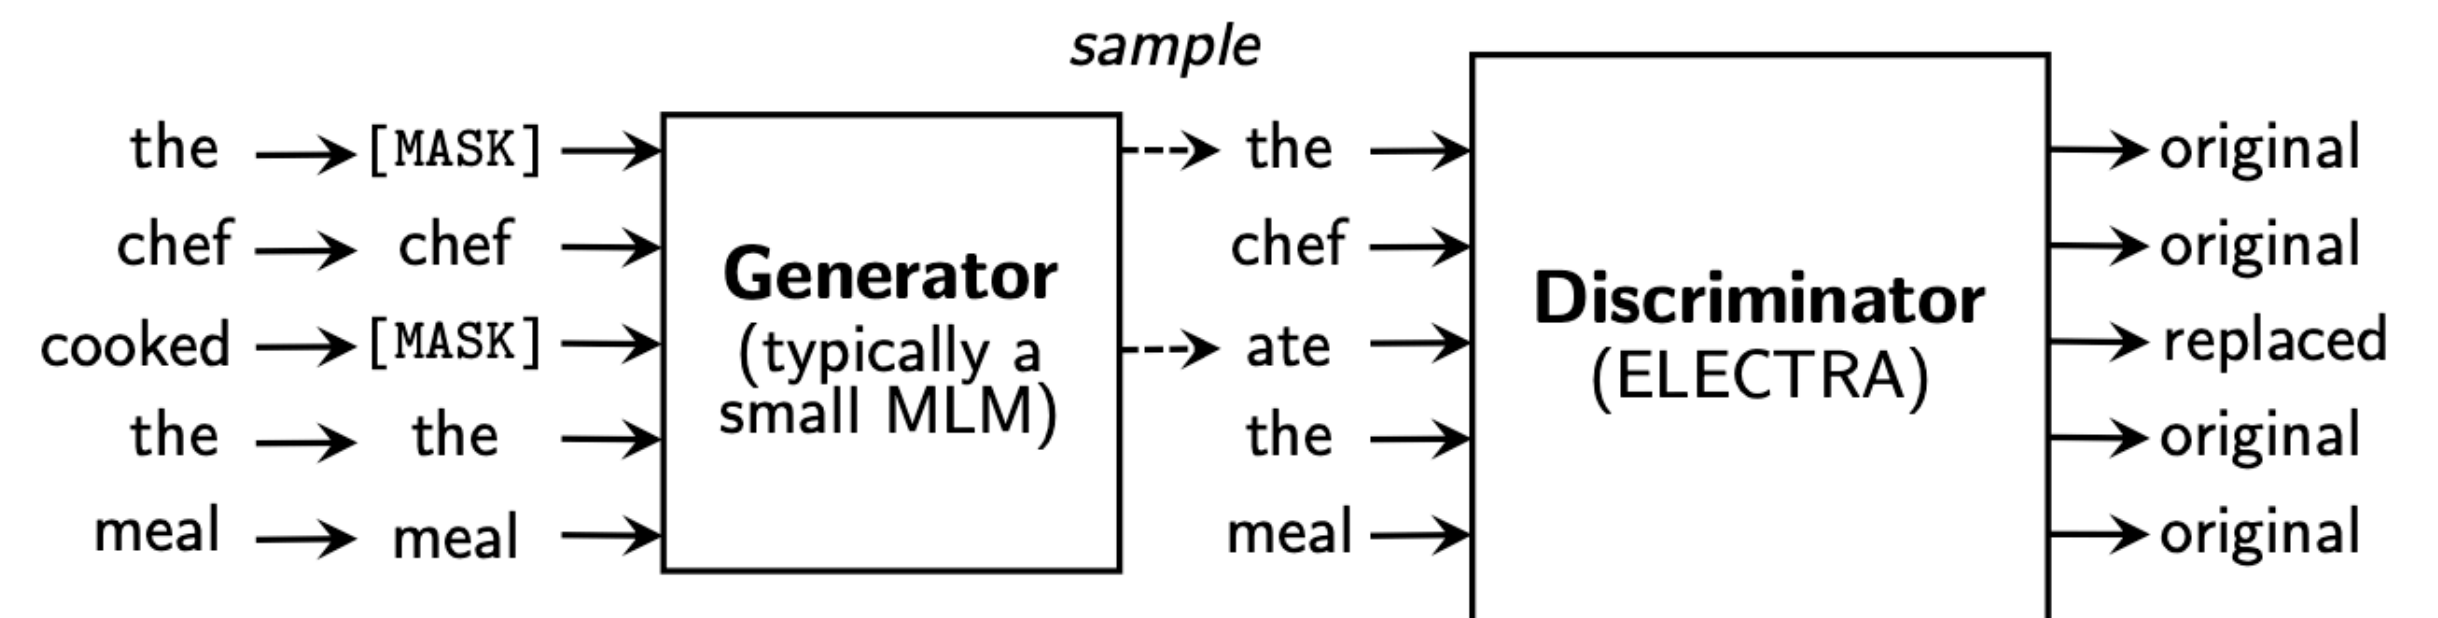 sample
the [MASK] the original
chef chef chef original
Generator
(typically a
small MLM)
Discriminator
(ELECTRA)
cooked [MASK] ate replaced
the the the original
meal meal meal original